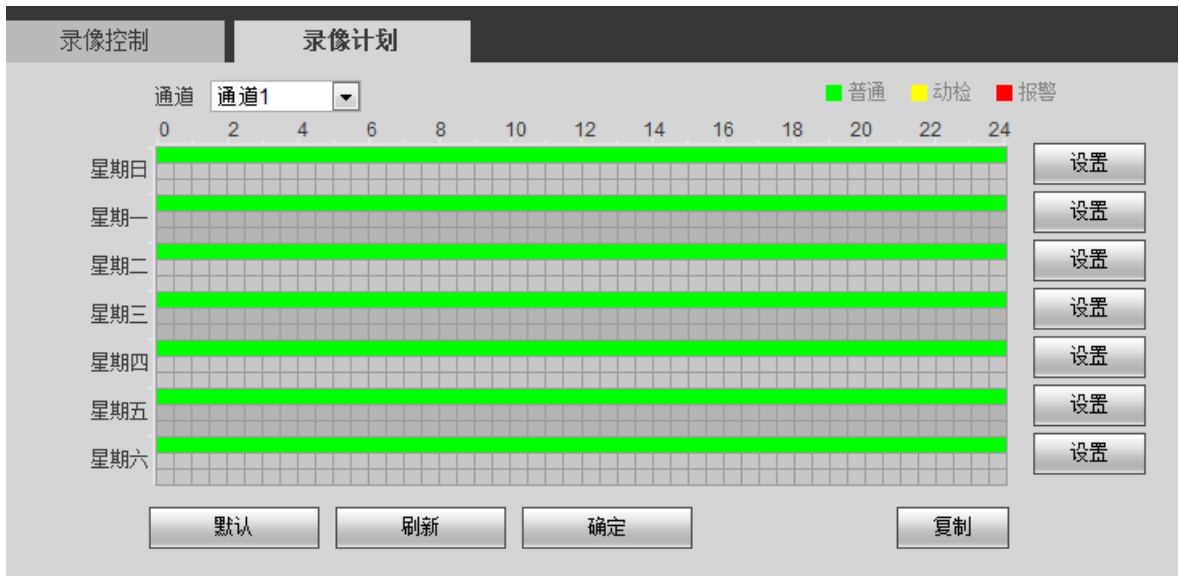 录像控制 录像计划
通道 通道1 普通 动检 报警
0 2 4 6 8 10 12 14 16 18 20 22 24
星期日 设置
星期一 设置
星期二 设置
星期三 设置
星期四 设置
星期五 设置
星期六 设置
默认 刷新 确定 复制